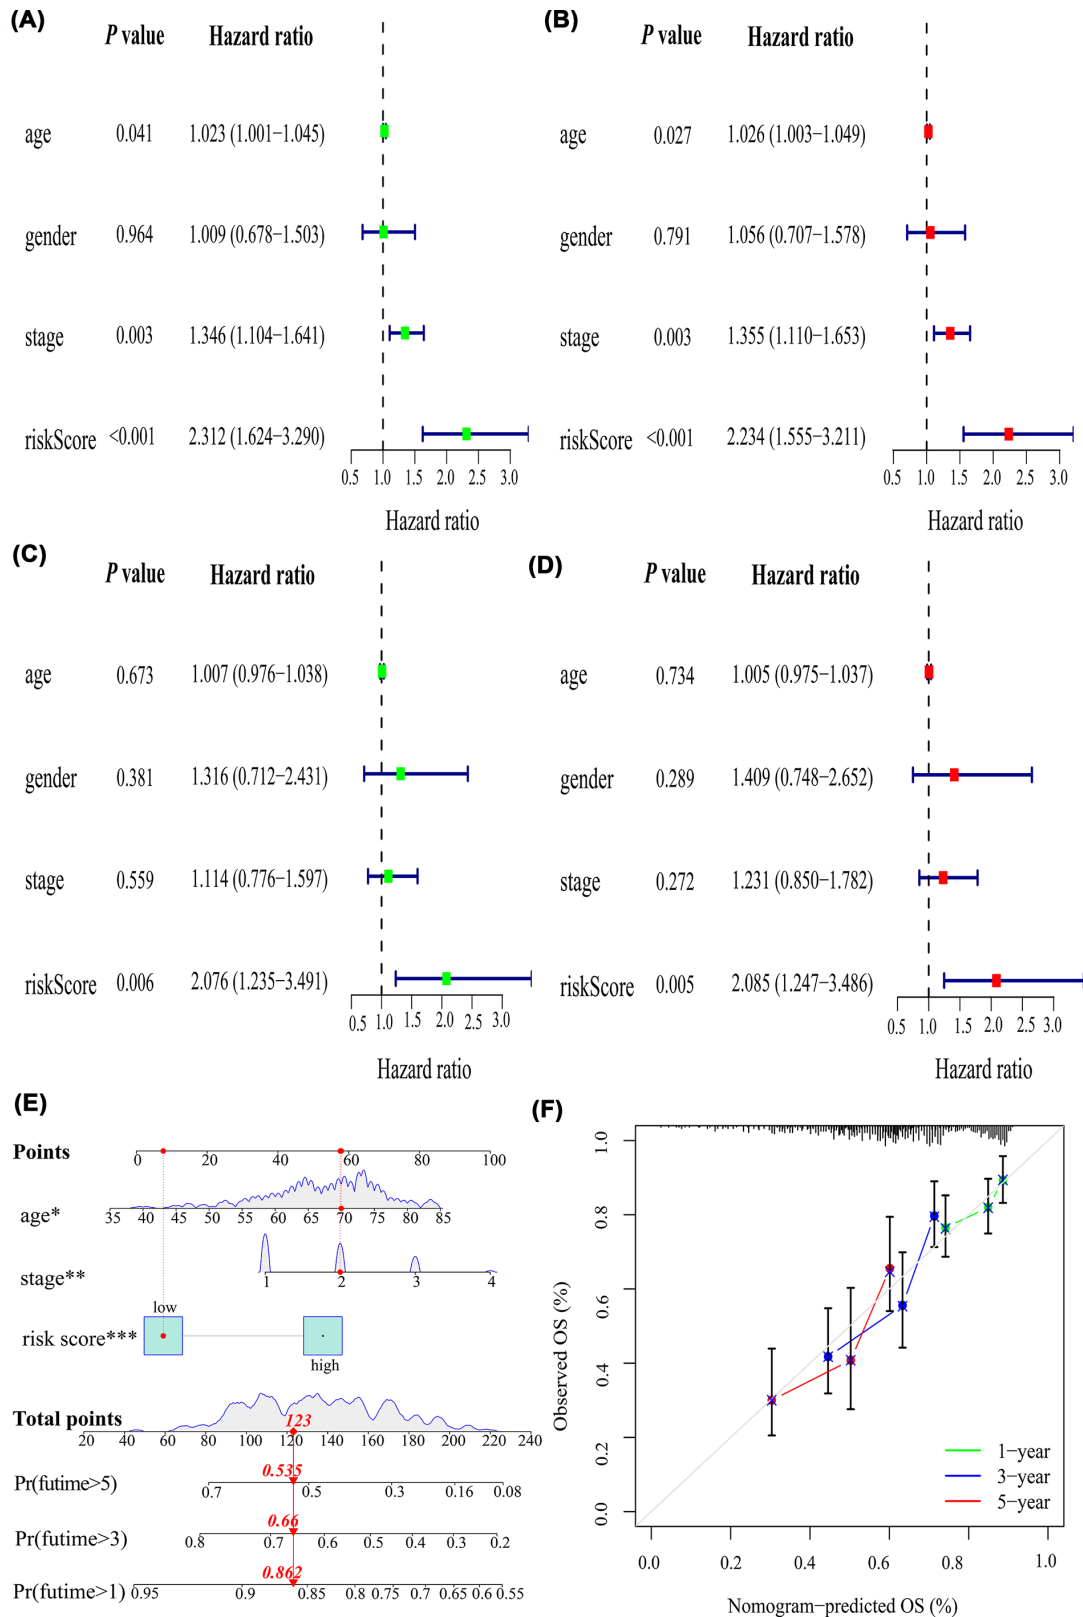 (A)
P value Hazard ratio
age 0.041 1.023 (1.001−1.045)
gender 0.964 1.009 (0.678−1.503)
stage 0.003 1.346 (1.104−1.641)
riskScore <0.001 2.312 (1.624−3.290)
0.5 1.0 1.5 2.0 2.5 3.0
Hazard ratio
(B)
P value Hazard ratio
age 0.027 1.026 (1.003−1.049)
gender 0.791 1.056 (0.707−1.578)
stage 0.003 1.355 (1.110−1.653)
riskScore <0.001 2.234 (1.555−3.211)
0.5 1.0 1.5 2.0 2.5 3.0
Hazard ratio
(C)
P value Hazard ratio
age 0.673 1.007 (0.976−1.038)
gender 0.381 1.316 (0.712−2.431)
stage 0.559 1.114 (0.776−1.597)
riskScore 0.006 2.076 (1.235−3.491)
0.5 1.0 1.5 2.0 2.5 3.0
Hazard ratio
(D)
P value Hazard ratio
age 0.734 1.005 (0.975−1.037)
gender 0.289 1.409 (0.748−2.652)
stage 0.272 1.231 (0.850−1.782)
riskScore 0.005 2.085 (1.247−3.486)
0.5 1.0 1.5 2.0 2.5 3.0
Hazard ratio
(E)
Points
0 20 40 60 80 100
age*
35 40 45 50 55 60 65 70 75 80 85
stage**
1 2 3 4
low
risk score***
high
Total points
123
20 40 60 80 100 120 140 160 180 200 220 240
0.535
Pr(futime>5)
0.7 0.5 0.3 0.16 0.08
0.66
Pr(futime>3)
0.8 0.7 0.6 0.5 0.4 0.3 0.2
0.862
Pr(futime>1)
0.95 0.9 0.85 0.8 0.75 0.7 0.65 0.6 0.55
(F)
Observed OS (%)
1.0
0.8
0.6
0.4
0.2
0.0
1−year
3−year
5−year
0.0 0.2 0.4 0.6 0.8 1.0
Nomogram−predicted OS (%)